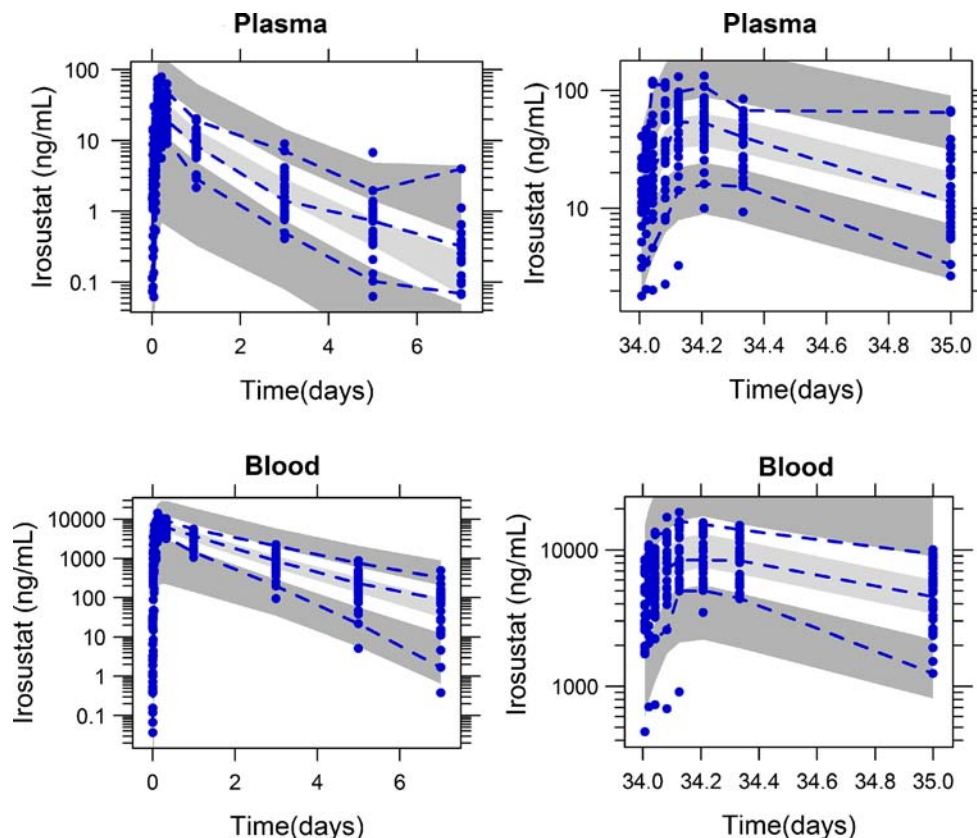 Plasma
Irosustat (ng/mL)
100
10
1
0.1
0 2 4 6
Time(days)
Plasma
Irosustat (ng/mL)
100
10
34.0 34.2 34.4 34.6 34.8 35.0
Time(days)
Blood
Irosustat (ng/mL)
10000
1000
100
10
1
0.1
0 2 4 6
Time(days)
Blood
Irosustat (ng/mL)
10000
1000
34.0 34.2 34.4 34.6 34.8 35.0
Time(days)